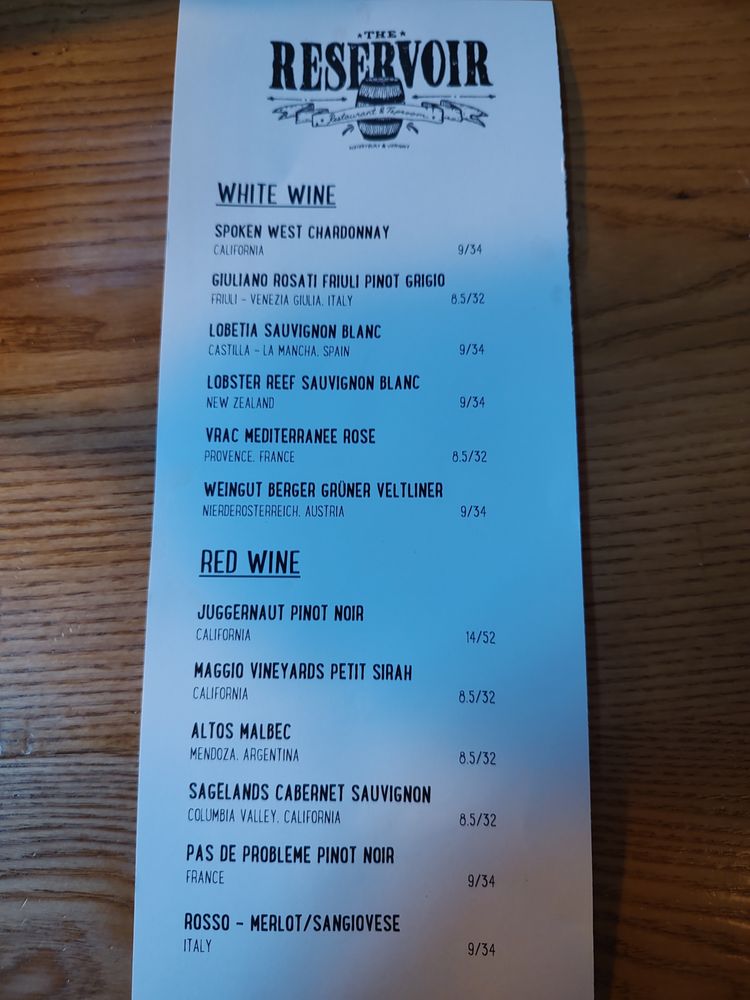 THE
RESERVOIR
Restaurant & Taproom
WATERBURY & VERMONT
WHITE WINE
SPOKEN WEST CHARDONNAY
CALIFORNIA 9/34
GIULIANO ROSATI FRIULI PINOT GRIGIO
FRIULI - VENEZIA GIULIA, ITALY 8.5/32
LOBETIA SAUVIGNON BLANC
CASTILLA - LA MANCHA, SPAIN 9/34
LOBSTER REEF SAUVIGNON BLANC
NEW ZEALAND 9/34
VRAC MEDITERRANEE ROSE
PROVENCE, FRANCE 8.5/32
WEINGUT BERGER GRÜNER VELTLINER
NIERDEROSTERREICH, AUSTRIA 9/34
RED WINE
JUGGERNAUT PINOT NOIR
CALIFORNIA 14/52
MAGGIO VINEYARDS PETIT SIRAH
CALIFORNIA 8.5/32
ALTOS MALBEC
MENDOZA, ARGENTINA 8.5/32
SAGELANDS CABERNET SAUVIGNON
COLUMBIA VALLEY, CALIFORNIA 8.5/32
PAS DE PROBLEME PINOT NOIR
FRANCE 9/34
ROSSO - MERLOT/SANGIOVESE
ITALY 9/34